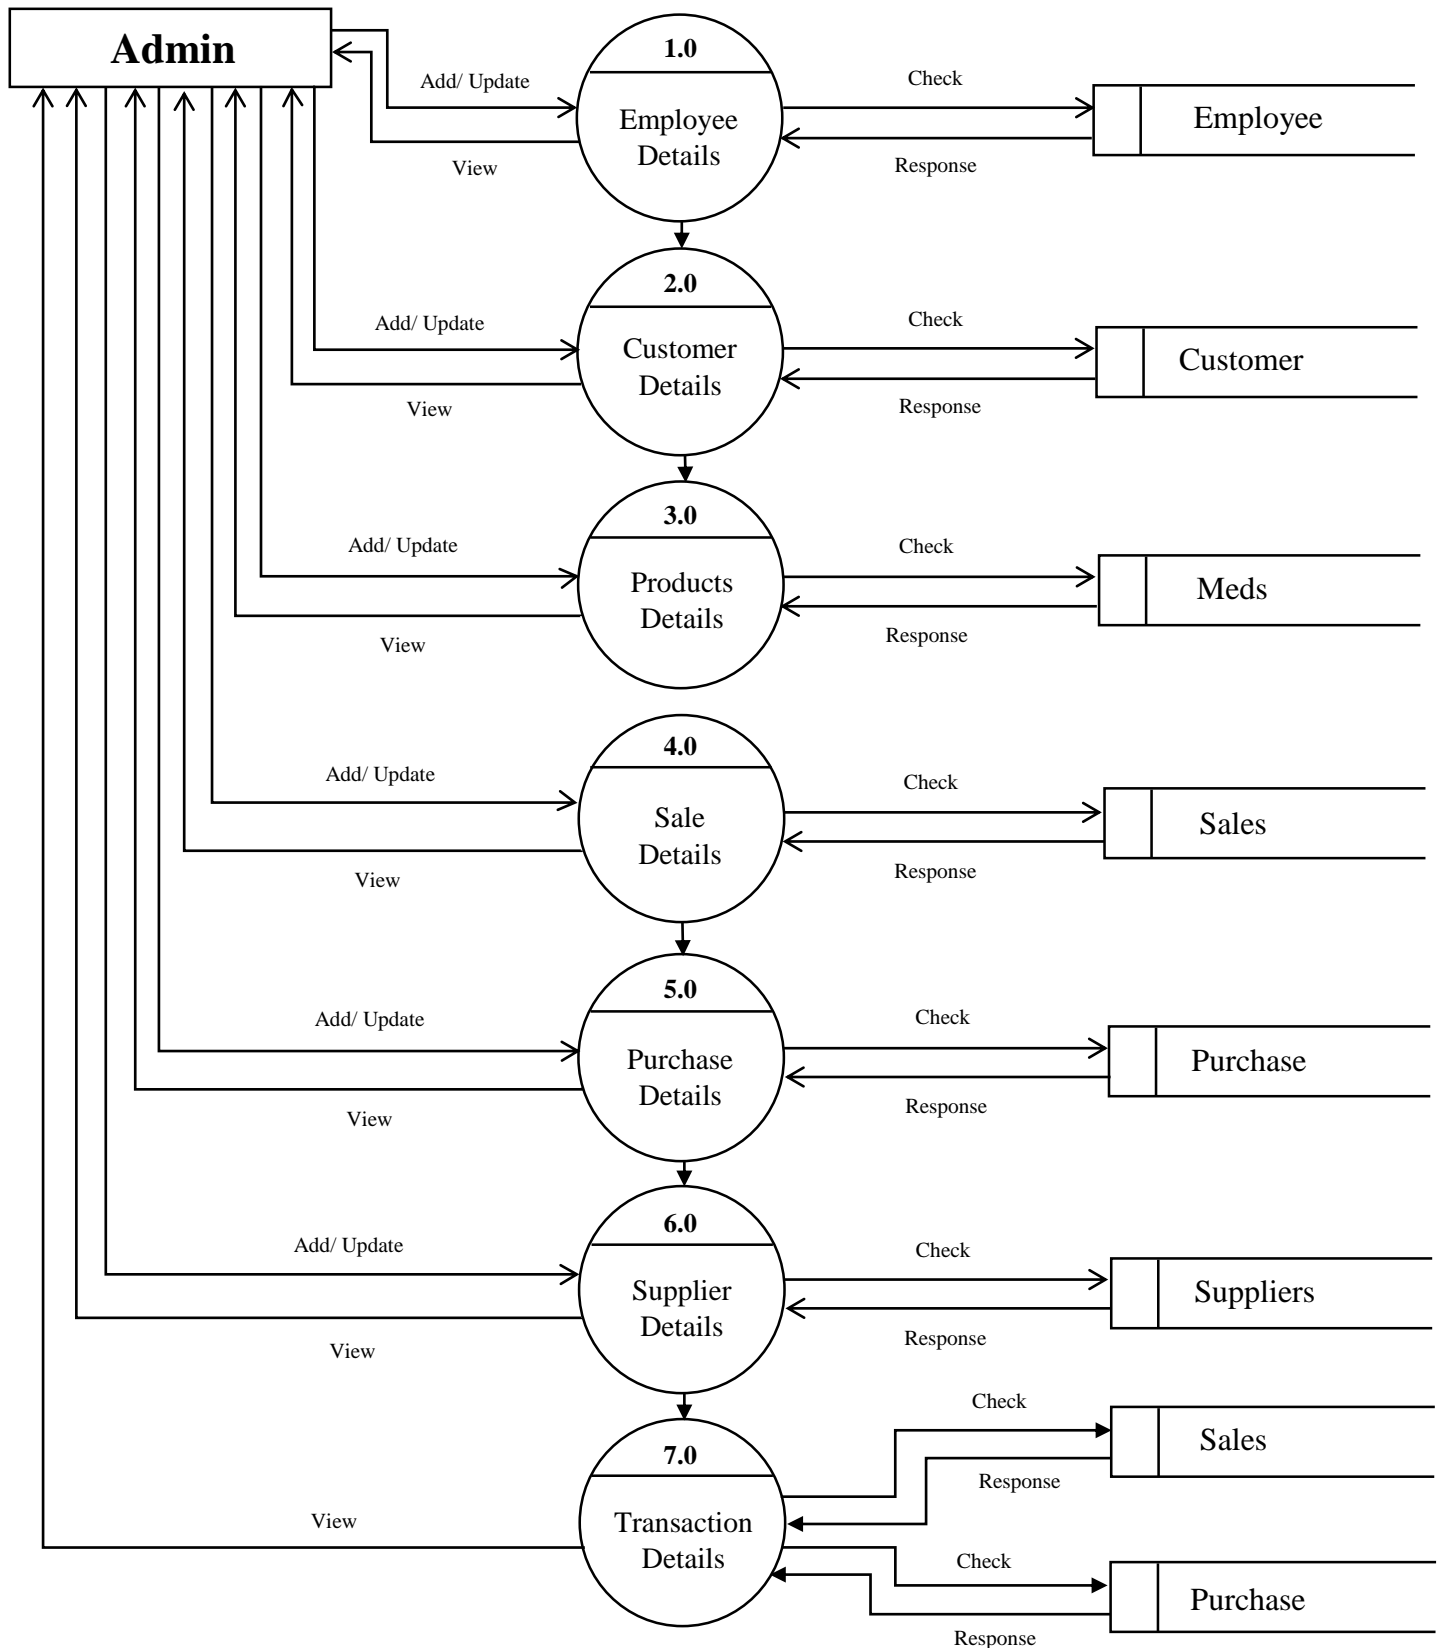 Admin
1.0
Add/ Update
Check
Employee
Details
Employee
View
Response
2.0
Add/ Update
Check
Customer
Details
Customer
View
Response
3.0
Add/ Update
Check
Products
Details
Meds
View
Response
4.0
Add/ Update
Check
Sale
Details
Sales
View
Response
5.0
Add/ Update
Check
Purchase
Details
Purchase
View
Response
6.0
Add/ Update
Check
Supplier
Details
Suppliers
View
Response
7.0
Check
Sales
Response
View
Transaction
Details
Check
Purchase
Response